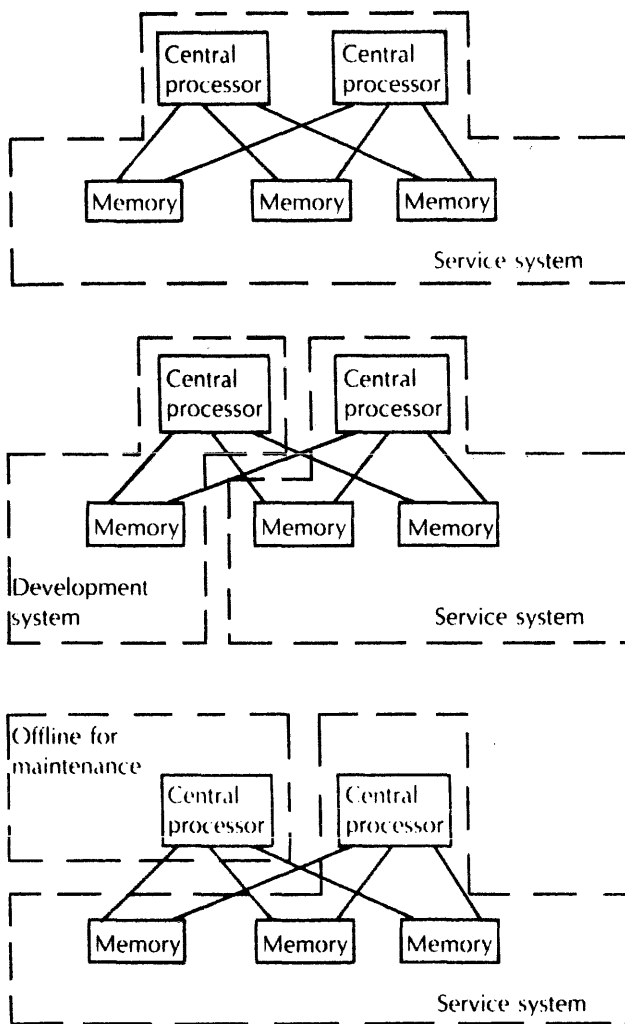 Central
processor
Central
processor
Memory
Memory
Memory
Service system
Central
processor
Central
processor
Memory
Memory
Memory
Development
system
Service system
Offline for
maintenance
Central
processor
Central
processor
Memory
Memory
Memory
Service system